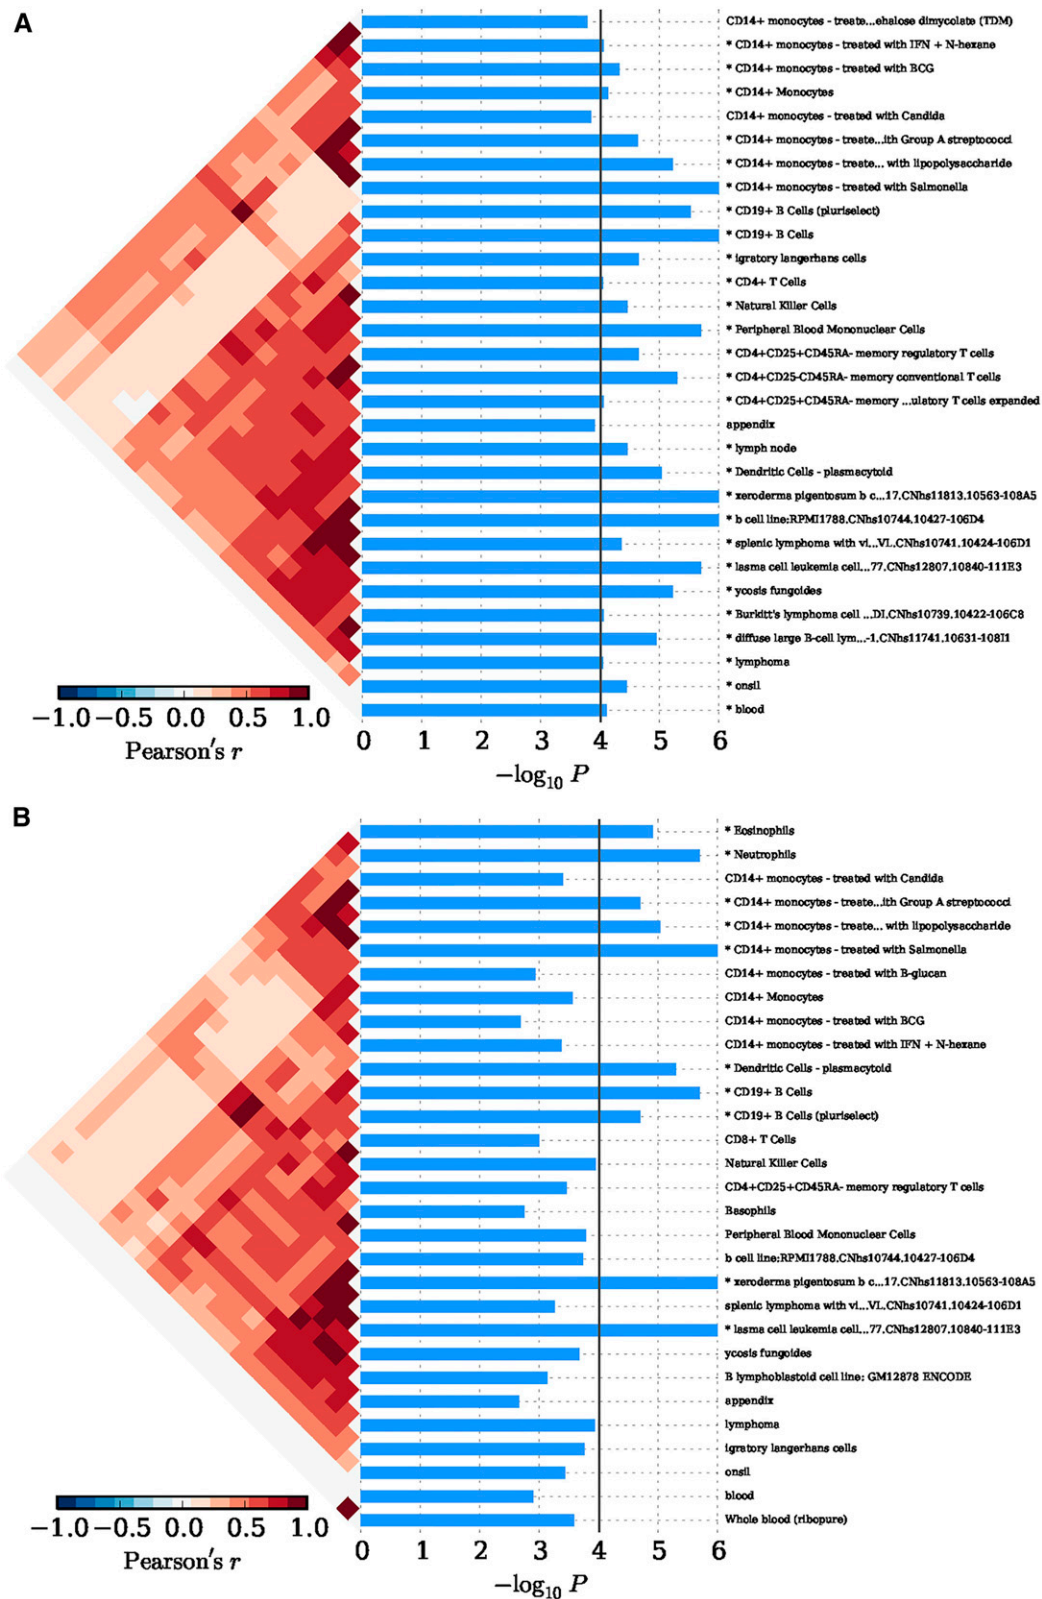 A
CD14+ monocytes - treate...ehalose dimycolate (TDM)
* CD14+ monocytes - treated with IFN + N-hexane
* CD14+ monocytes - treated with BCG
* CD14+ Monocytes
CD14+ monocytes - treated with Candida
* CD14+ monocytes - treate...ith Group A streptococci
* CD14+ monocytes - treate... with lipopolysaccharide
* CD14+ monocytes - treated with Salmonella
* CD19+ B Cells (pluriselect)
* CD19+ B Cells
* igratory langerhans cells
* CD4+ T Cells
* Natural Killer Cells
* Peripheral Blood Mononuclear Cells
* CD4+CD25+CD45RA- memory regulatory T cells
* CD4+CD25-CD45RA- memory conventional T cells
* CD4+CD25+CD45RA- memory ...ulatory T cells expanded
appendix
* lymph node
* Dendritic Cells - plasmacytoid
* xeroderma pigentosum b c...17.CNhs11813.10563-108A5
* b cell line:RPMI1788.CNhs10744.10427-106D4
* splenic lymphoma with vi...VL.CNhs10741.10424-106D1
* lasma cell leukemia cell...77.CNhs12807.10840-111E3
* ycosis fungoides
* Burkitt's lymphoma cell ...DI.CNhs10739.10422-106C8
* diffuse large B-cell lym...-1.CNhs11741.10631-108I1
* lymphoma
* onsil
* blood
−1.0 −0.5 0.0 0.5 1.0
Pearson's r
0 1 2 3 4 5 6
−log10 P
B
* Eosinophils
* Neutrophils
CD14+ monocytes - treated with Candida
* CD14+ monocytes - treate...ith Group A streptococci
* CD14+ monocytes - treate... with lipopolysaccharide
* CD14+ monocytes - treated with Salmonella
CD14+ monocytes - treated with B-glucan
CD14+ Monocytes
CD14+ monocytes - treated with BCG
CD14+ monocytes - treated with IFN + N-hexane
* Dendritic Cells - plasmacytoid
* CD19+ B Cells
* CD19+ B Cells (pluriselect)
CD8+ T Cells
Natural Killer Cells
CD4+CD25+CD45RA- memory regulatory T cells
Basophils
Peripheral Blood Mononuclear Cells
b cell line:RPMI1788.CNhs10744.10427-106D4
* xeroderma pigentosum b c...17.CNhs11813.10563-108A5
splenic lymphoma with vi...VL.CNhs10741.10424-106D1
* lasma cell leukemia cell...77.CNhs12807.10840-111E3
ycosis fungoides
B lymphoblastoid cell line: GM12878 ENCODE
appendix
lymphoma
igratory langerhans cells
onsil
blood
Whole blood (ribopure)
−1.0 −0.5 0.0 0.5 1.0
Pearson's r
0 1 2 3 4 5 6
−log10 P